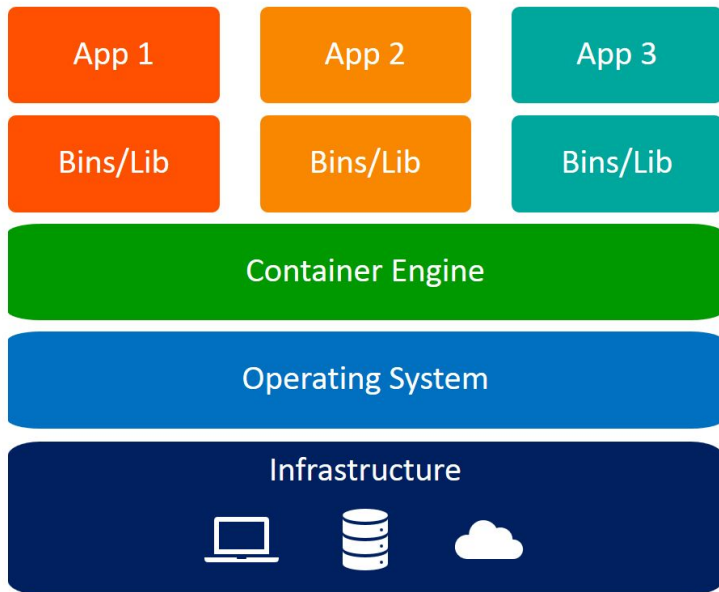 App 1
App 2
App 3
Bins/Lib
Bins/Lib
Bins/Lib
Container Engine
Operating System
Infrastructure